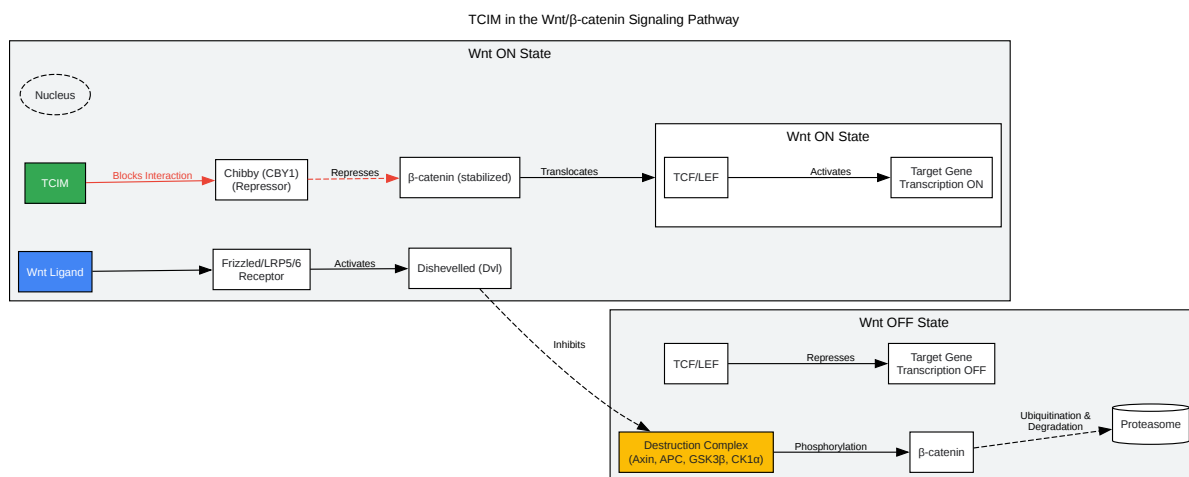 TCIM in the Wnt/β-catenin Signaling Pathway
Wnt ON State
Nucleus
Wnt ON State
TCIM
Blocks Interaction
Chibby (CBY1)
(Repressor)
Represses
β-catenin (stabilized)
Translocates
TCF/LEF
Activates
Target Gene
Transcription ON
Wnt Ligand
Frizzled/LRP5/6
Receptor
Activates
Dishevelled (Dvl)
Inhibits
Wnt OFF State
TCF/LEF
Represses
Target Gene
Transcription OFF
Destruction Complex
(Axin, APC, GSK3β, CK1α)
Phosphorylation
β-catenin
Ubiquitination &
Degradation
Proteasome